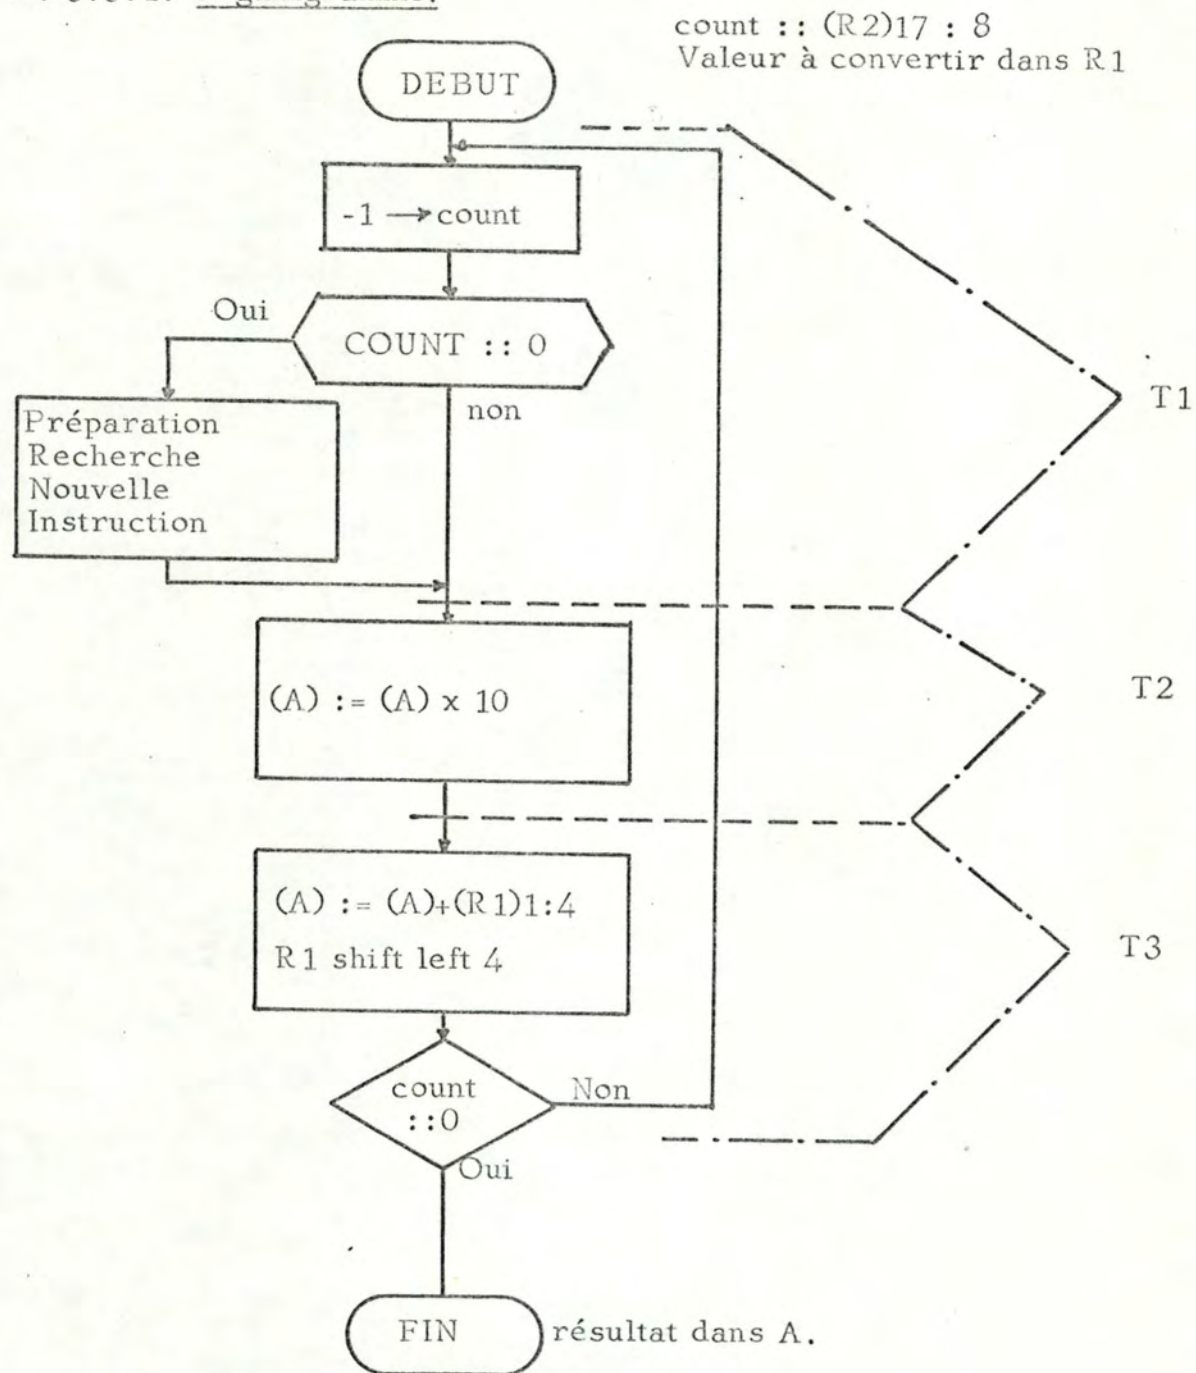 count :: (R2)17 : 8
Valeur à convertir dans R1
DEBUT
-1 → count
Oui
COUNT :: 0
non
T1
Préparation
Recherche
Nouvelle
Instruction
(A) := (A) x 10
T2
(A) := (A)+(R1)1:4
R1 shift left 4
T3
count
::0
Non
Oui
FIN
résultat dans A.